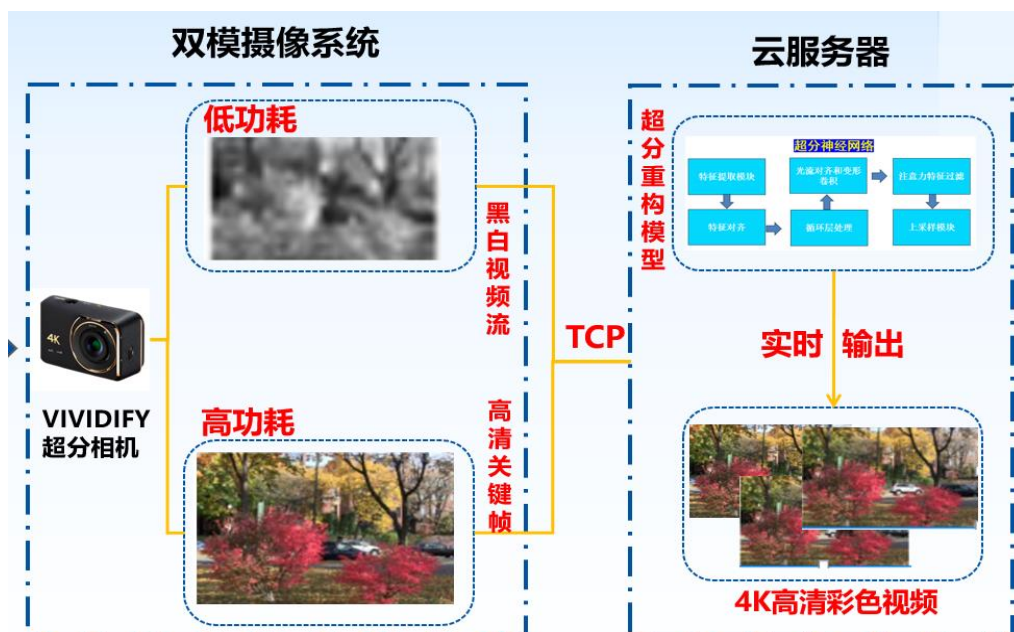 双模摄像系统
云服务器
低功耗
黑白视频流
4K
VIVIDIFY
超分相机
高功耗
高清关键帧
TCP
超分重构模型
超分神经网络
特征提取模块
光流对齐和变形
卷积
注意力特征过滤
特征对齐
循环层处理
上采样模块
实时 输出
4K高清彩色视频